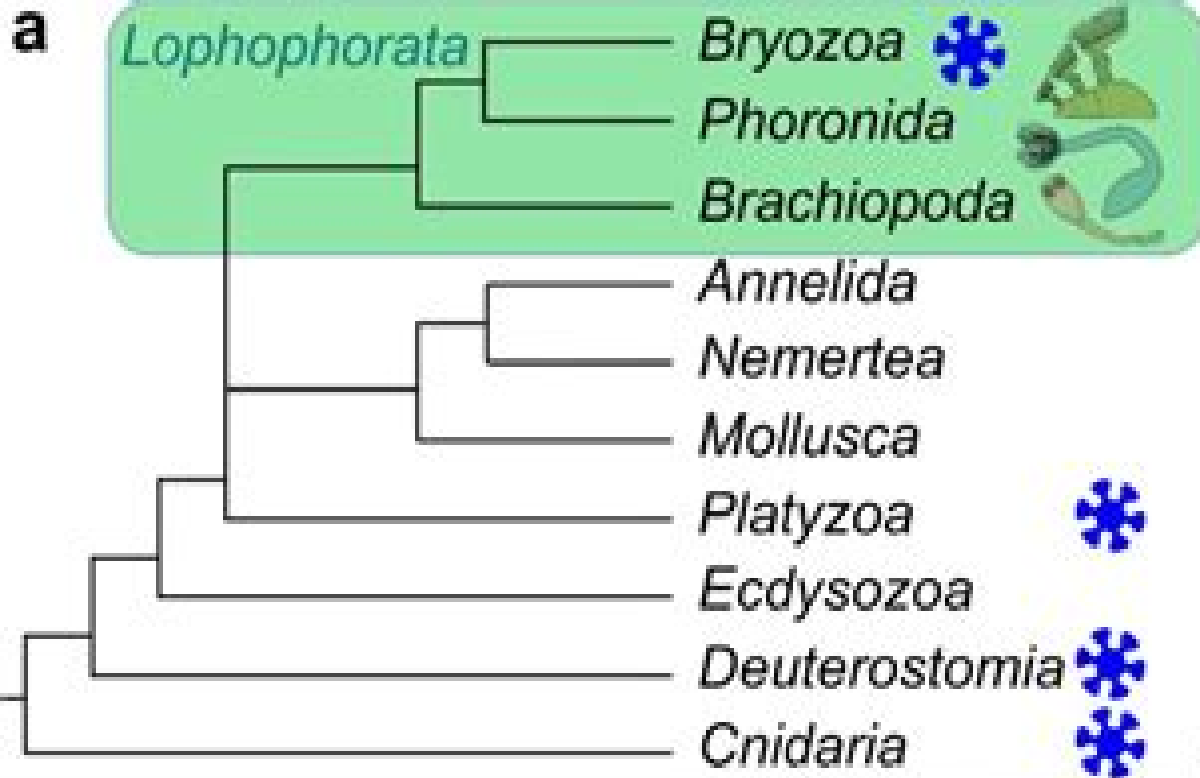 a
Lophophorata
Bryozoa
Phoronida
Brachiopoda
Annelida
Nemertea
Mollusca
Platyzoa
Ecdysozoa
Deuterostomia
Cnidaria